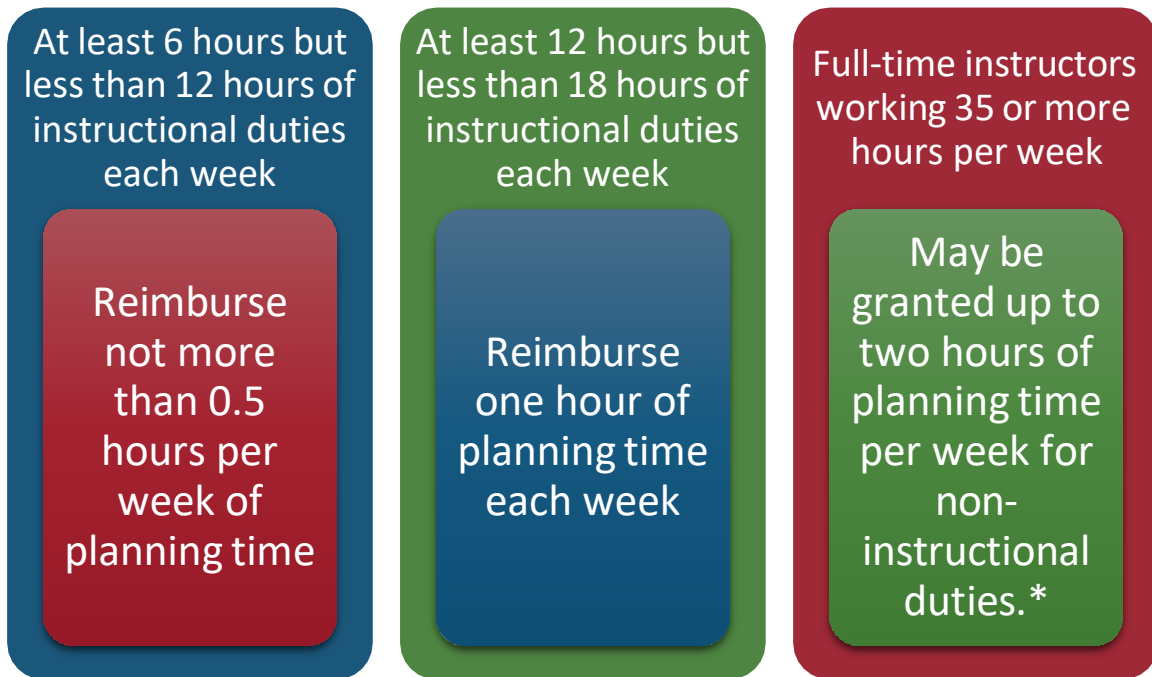 At least 6 hours but
less than 12 hours of
instructional duties
each week
Reimburse
not more
than 0.5
hours per
week of
planning time
At least 12 hours but
less than 18 hours of
instructional duties
each week
Reimburse
one hour of
planning time
each week
Full-time instructors
working 35 or more
hours per week
May be
granted up to
two hours of
planning time
per week for
non-
instructional
duties.*